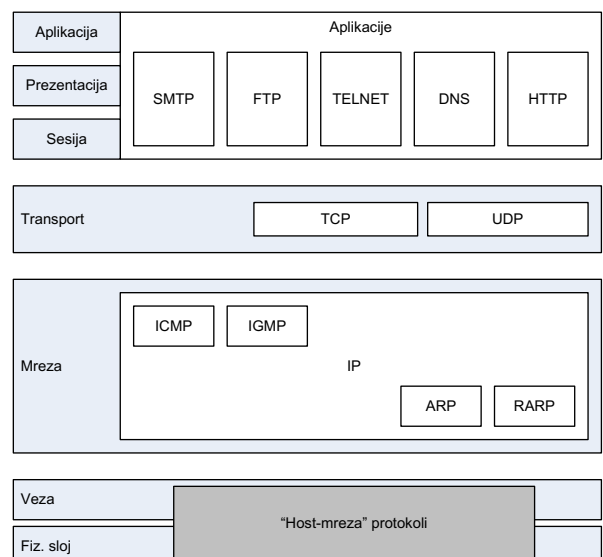 Aplikacija
Aplikacije
Prezentacija
SMTP
FTP
TELNET
DNS
HTTP
Sesija
Transport
TCP
UDP
ICMP
IGMP
Mreza
IP
ARP
RARP
Veza
“Host-mreza” protokoli
Fiz. sloj